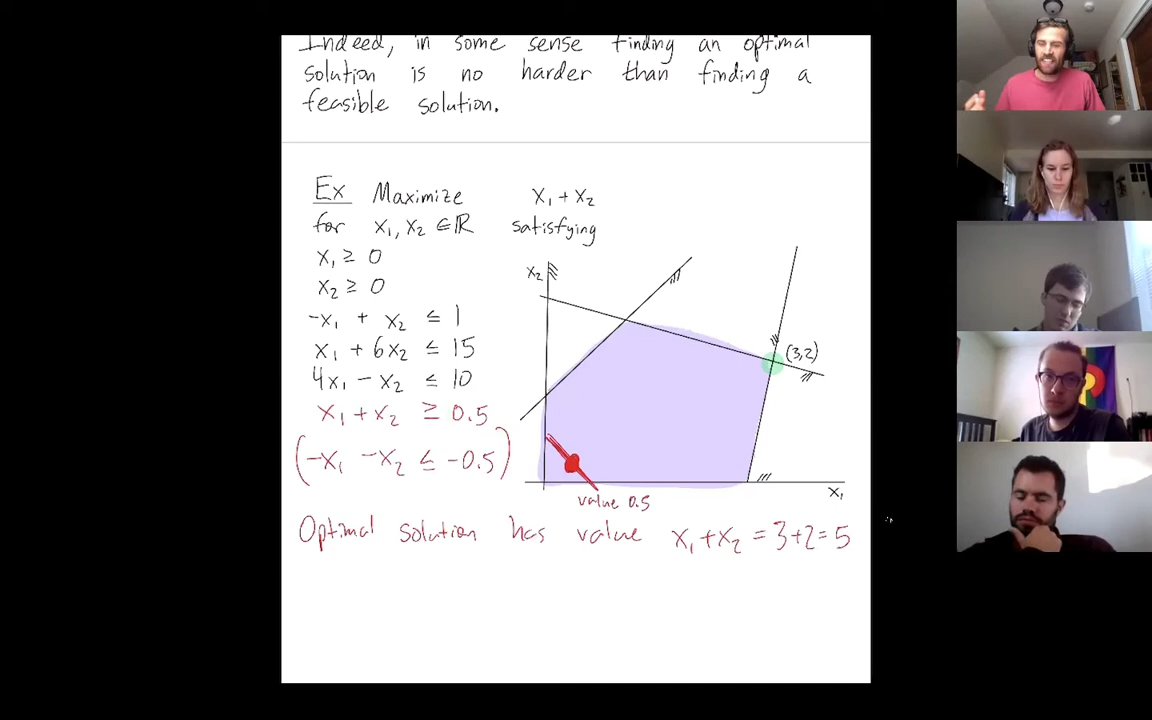 Indeed, in some sense finding an optimal
solution is no harder than finding a
feasible solution.
Ex Maximize x₁ + x₂
for x₁, x₂ ∈ ℝ satisfying
x₁ ≥ 0
x₂ ≥ 0
-x₁ + x₂ ≤ 1
x₁ + 6x₂ ≤ 15
4x₁ - x₂ ≤ 10
x₁ + x₂ ≥ 0.5
(-x₁ - x₂ ≤ -0.5)
x₂
(3,2)
x₁
value 0.5
Optimal solution has value x₁ + x₂ = 3+2 = 5